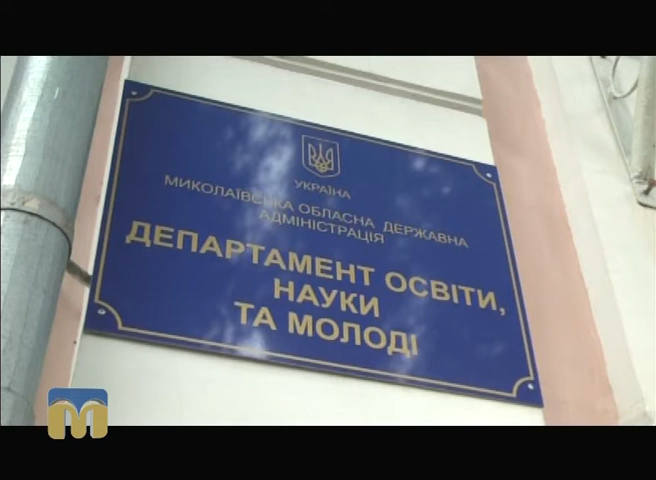 УКРАЇНА
МИКОЛАЇВСЬКА ОБЛАСНА ДЕРЖАВНА
АДМІНІСТРАЦІЯ
ДЕПАРТАМЕНТ ОСВІТИ,
НАУКИ
ТА МОЛОДІ
M